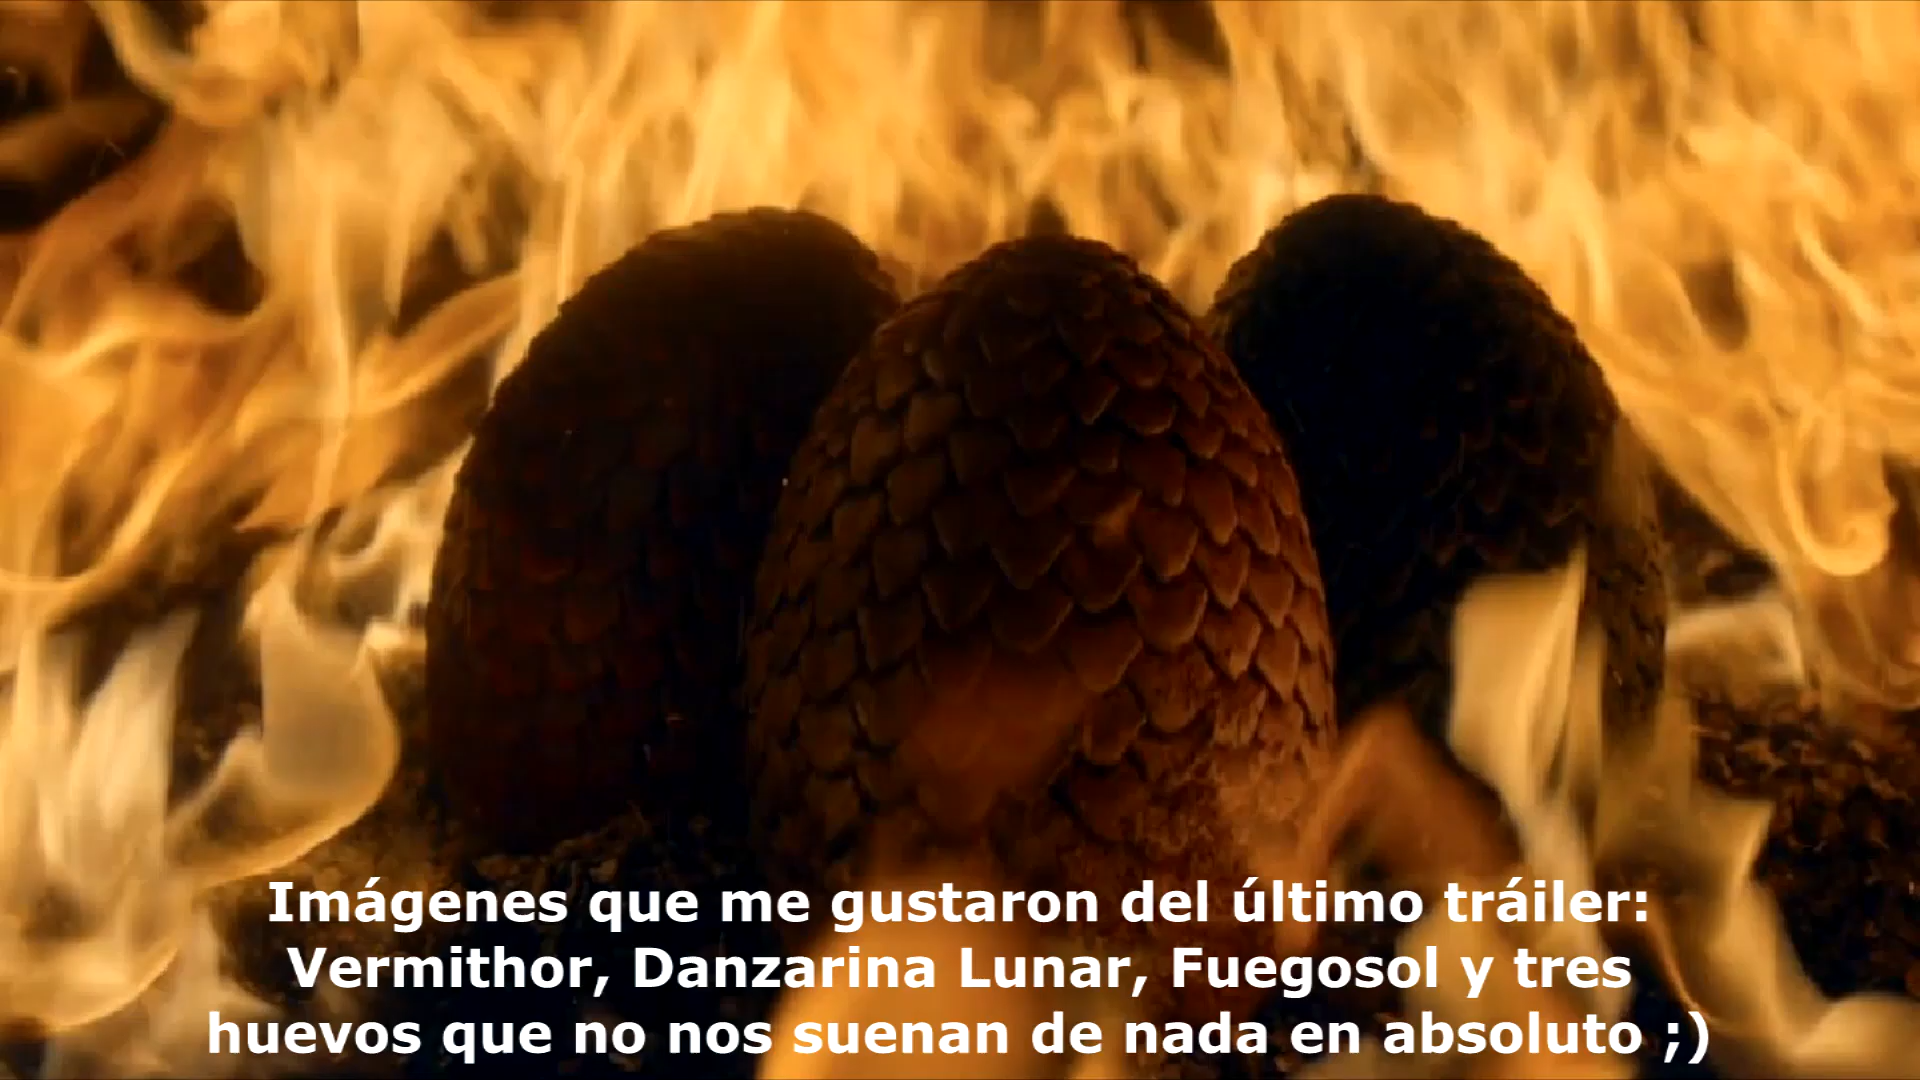 Imágenes que me gustaron del último tráiler:
Vermithor, Danzarina Lunar, Fuegosol y tres
huevos que no nos suenan de nada en absoluto ;)